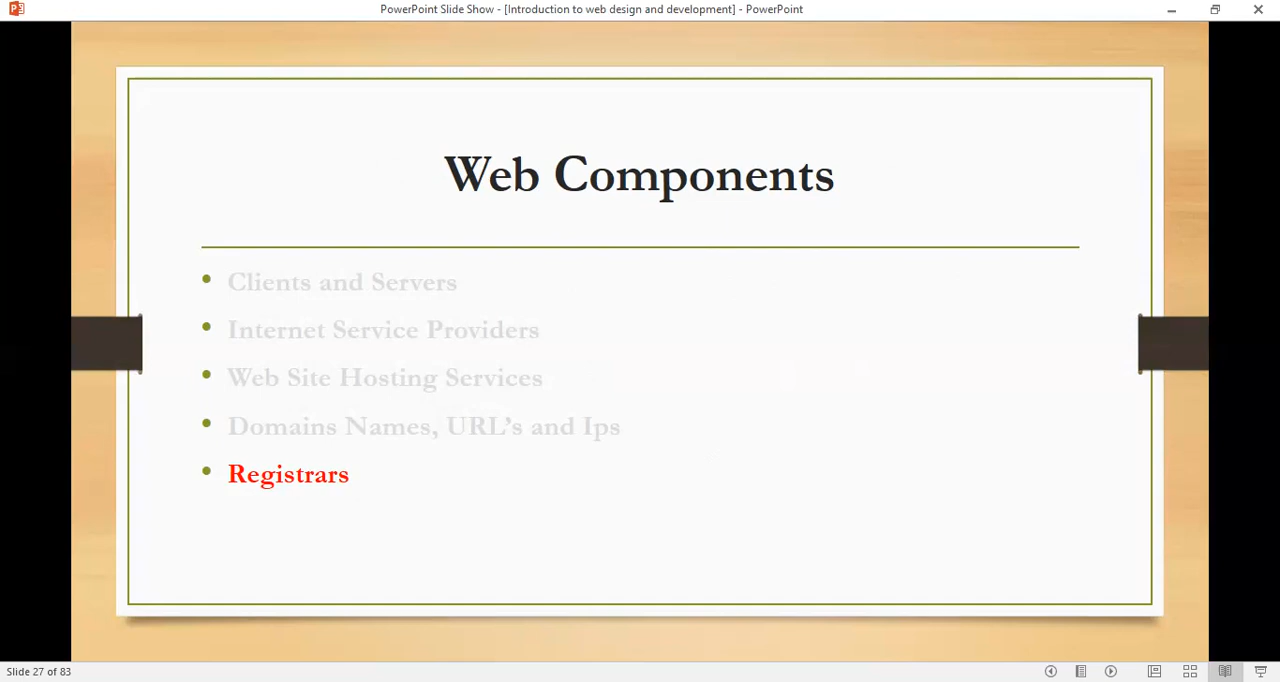 PowerPoint Slide Show - [Introduction to web design and development] - PowerPoint
Web Components
• Clients and Servers
• Internet Service Providers
• Web Site Hosting Services
• Domains Names, URL’s and Ips
• Registrars
Slide 27 of 83